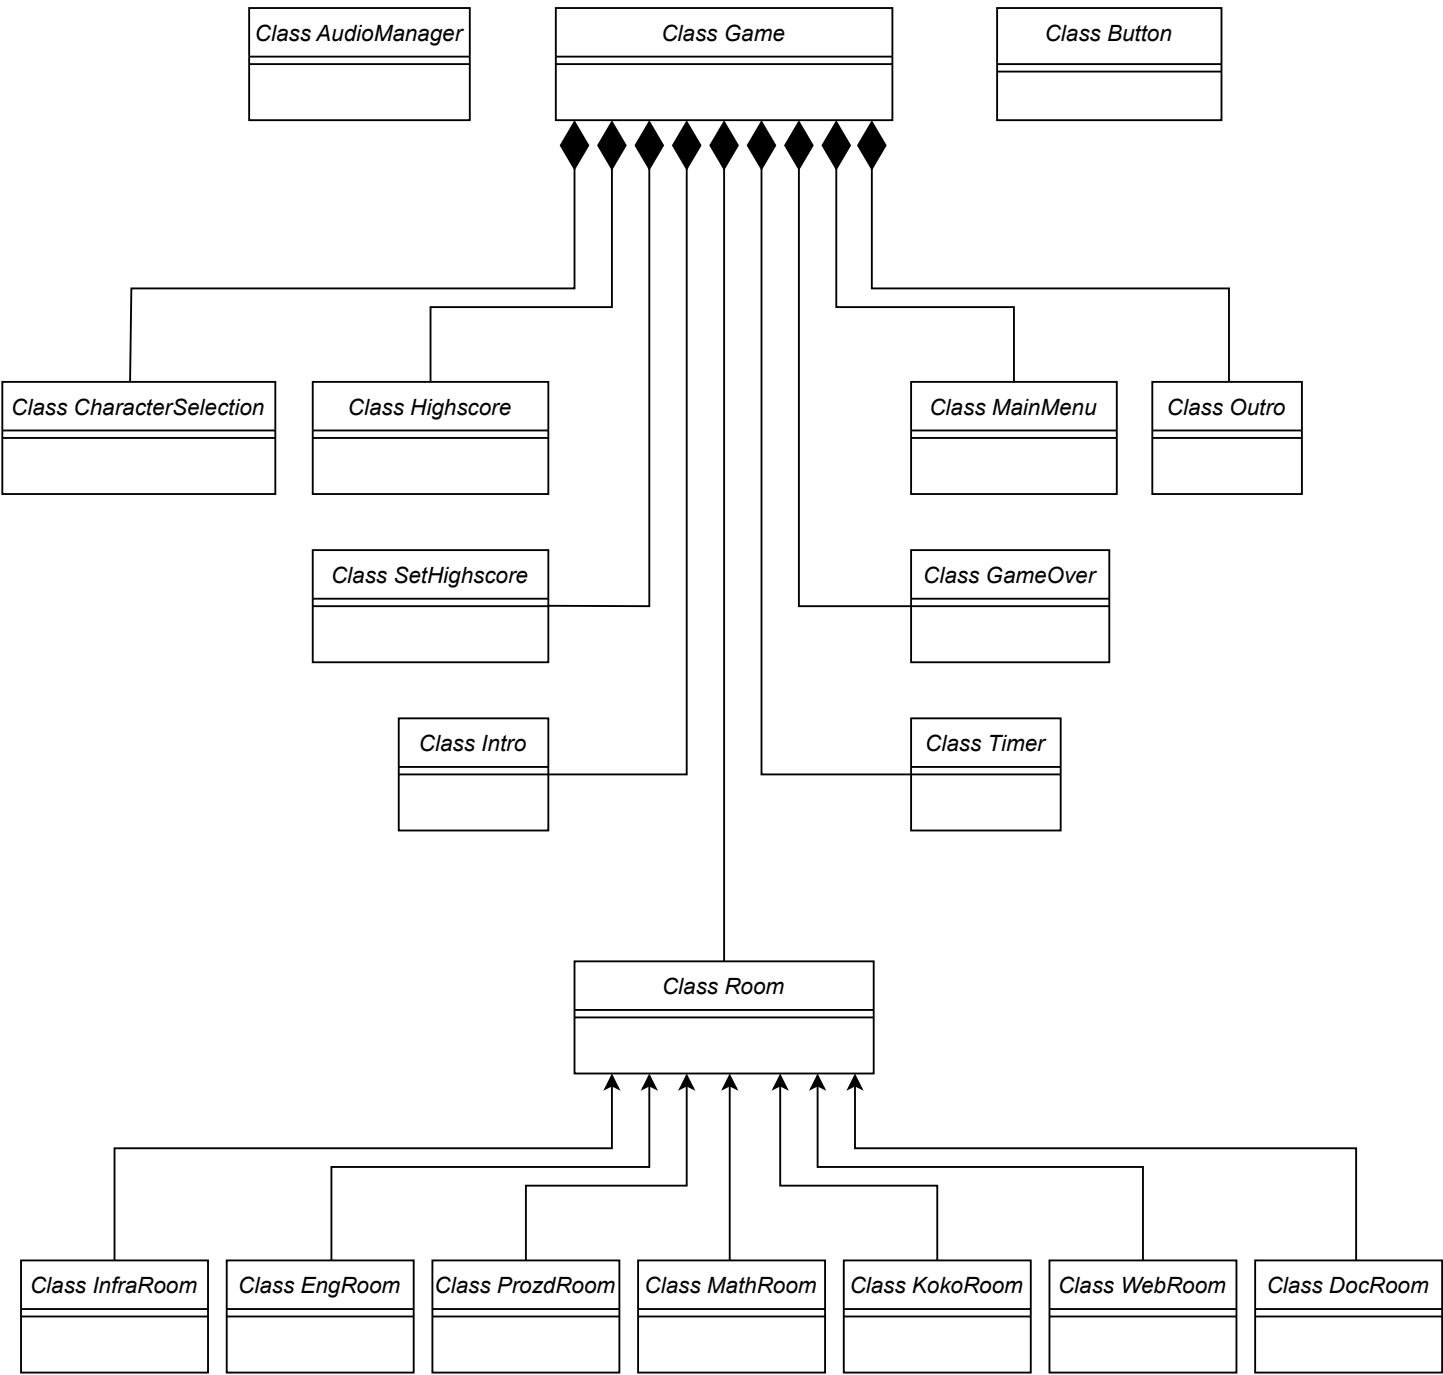 Class AudioManager
Class Game
Class Button
Class CharacterSelection
Class Highscore
Class MainMenu
Class Outro
Class SetHighscore
Class GameOver
Class Intro
Class Timer
Class Room
Class InfraRoom
Class EngRoom
Class ProzdRoom
Class MathRoom
Class KokoRoom
Class WebRoom
Class DocRoom